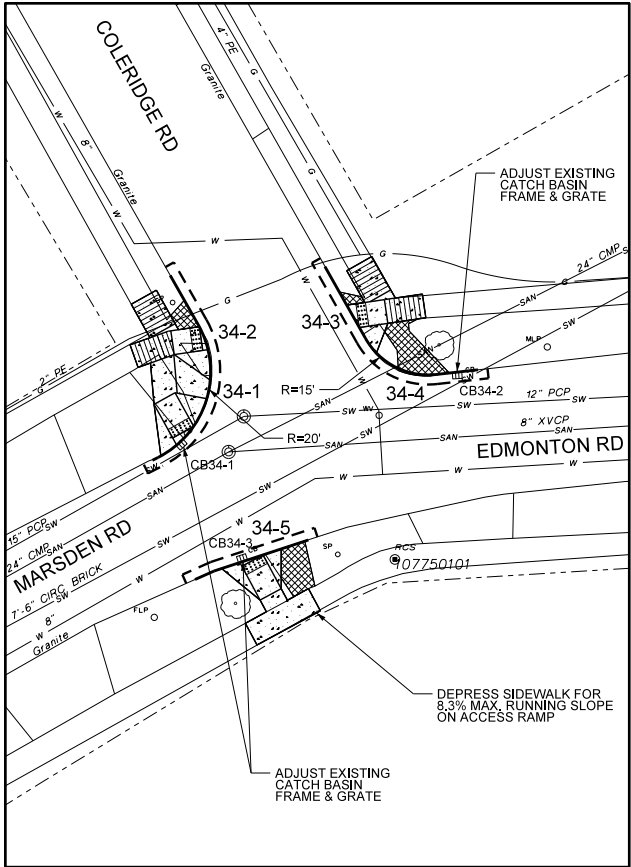 COLERIDGE RD
4" PE
G
Granite
W
8"
Granite
W
W
G
G
G
ADJUST EXISTING
CATCH BASIN
FRAME & GRATE
24" CMP
SW
G
SAN
SW
34-2
34-3
34-1
34-4
2" PE
G
R=15'
R=20'
MLP
CB34-2
12" PCP
SW
SAN
WV
8" XVCP
SAN
EDMONTON RD
CB34-1
SW
W
15" PCP
SW
24" CMP
SAN
MARSDEN RD
7'-6" CIRC BRICK
SW
8"
W
Granite
34-5
CB34-3
CB
SP
RCS
107750101
FLP
DEPRESS SIDEWALK FOR
8.3% MAX. RUNNING SLOPE
ON ACCESS RAMP
ADJUST EXISTING
CATCH BASIN
FRAME & GRATE